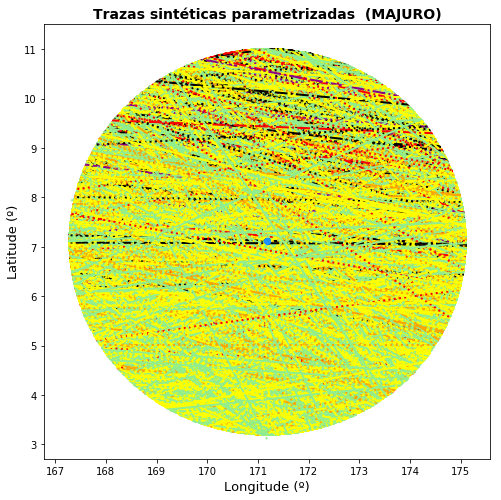 Trazas sintéticas parametrizadas  (MAJURO)
11
10
9
8
7
6
5
4
3
Latitude (º)
167 168 169 170 171 172 173 174 175
Longitude (º)